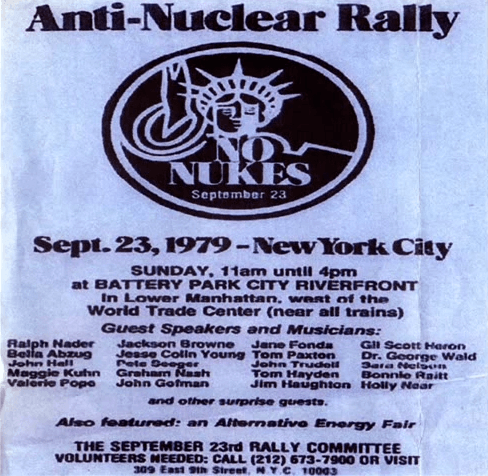 Anti-Nuclear Rally
NO
NUKES
September 23
Sept. 23, 1979 – New York City
SUNDAY, 11am until 4pm
at BATTERY PARK CITY RIVERFRONT
In Lower Manhattan, west of the
World Trade Center (near all trains)
Guest Speakers and Musicians:
Ralph Nader Jackson Browne Jane Fonda Gil Scott Heron
Bella Abzug Jesse Colin Young Tom Paxton Dr. George Wald
John Hall Pete Seeger John Trudell Sara Nelson
Maggie Kuhn Graham Nash Tom Hayden Bonnie Raitt
Valerie Pope John Gofman Jim Haughton Holly Near
and other surprise guests.
Also featured: an Alternative Energy Fair
THE SEPTEMBER 23rd RALLY COMMITTEE
VOLUNTEERS NEEDED: CALL (212) 673-7900 OR VISIT
309 East 9th Street, N.Y.C. 10003